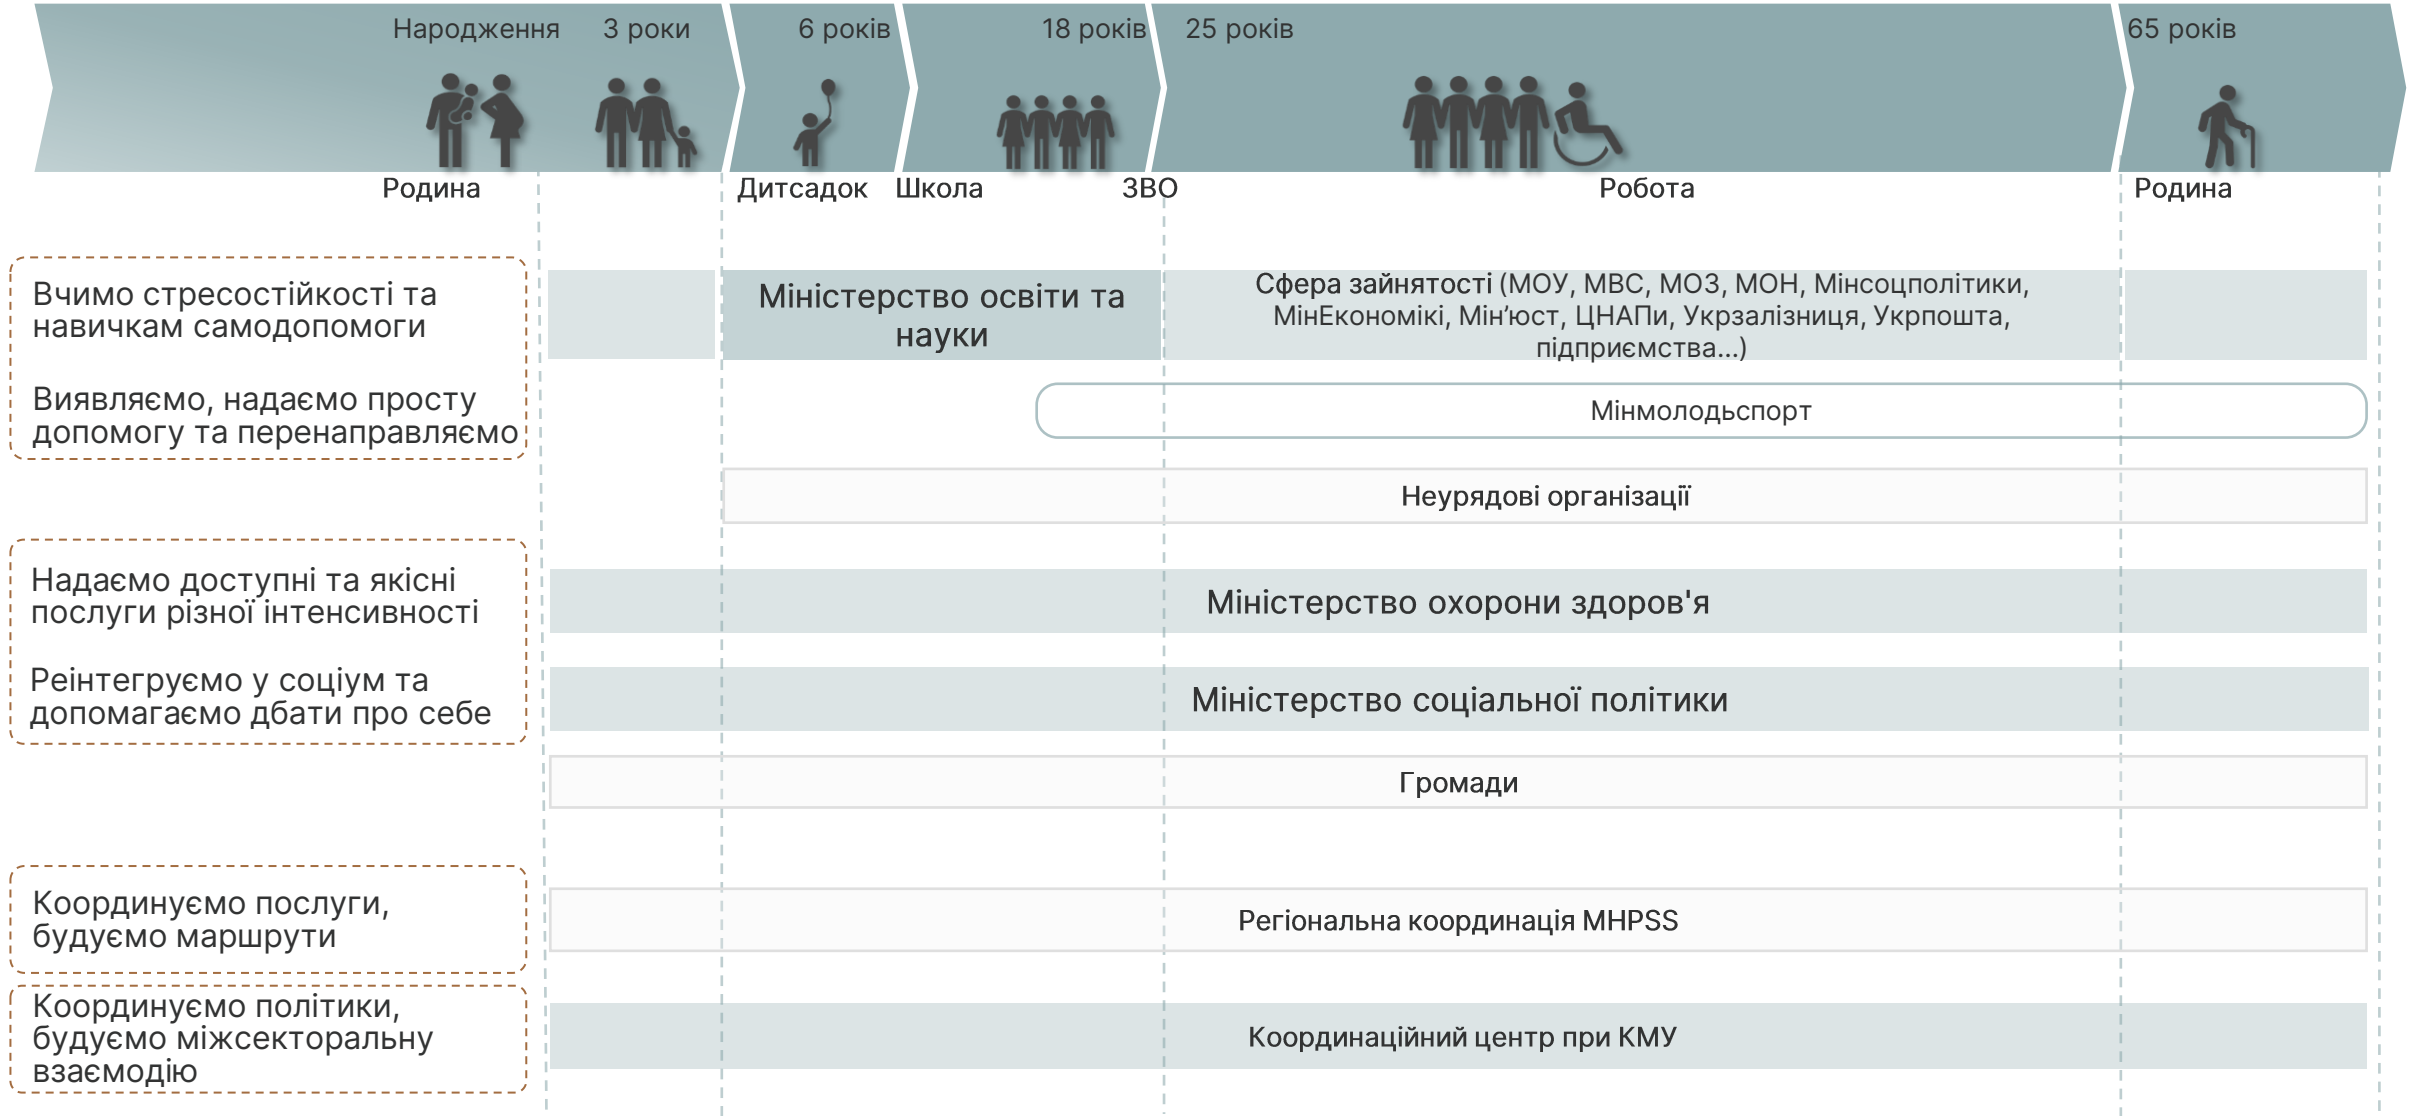 Народження
3 роки
6 років
18 років
25 років
65 років
Родина
Дитсадок
Школа
ЗВО
Робота
Родина
Вчимо стресостійкості та
навичкам самодопомоги
Міністерство освіти та
науки
Сфера зайнятості (МОУ, МВС, МОЗ, МОН, Мінсоцполітики,
МінЕкономікі, Мін’юст, ЦНАПи, Укрзалізниця, Укрпошта,
підприємства...)
Виявляємо, надаємо просту
допомогу та перенаправляємо
Мінмолодьспорт
Неурядові організації
Надаємо доступні та якісні
послуги різної інтенсивності
Міністерство охорони здоров'я
Реінтегруємо у соціум та
допомагаємо дбати про себе
Міністерство соціальної політики
Громади
Координуємо послуги,
будуємо маршрути
Регіональна координація MHPSS
Координуємо політики,
будуємо міжсекторальну
взаємодію
Координаційний центр при КМУ